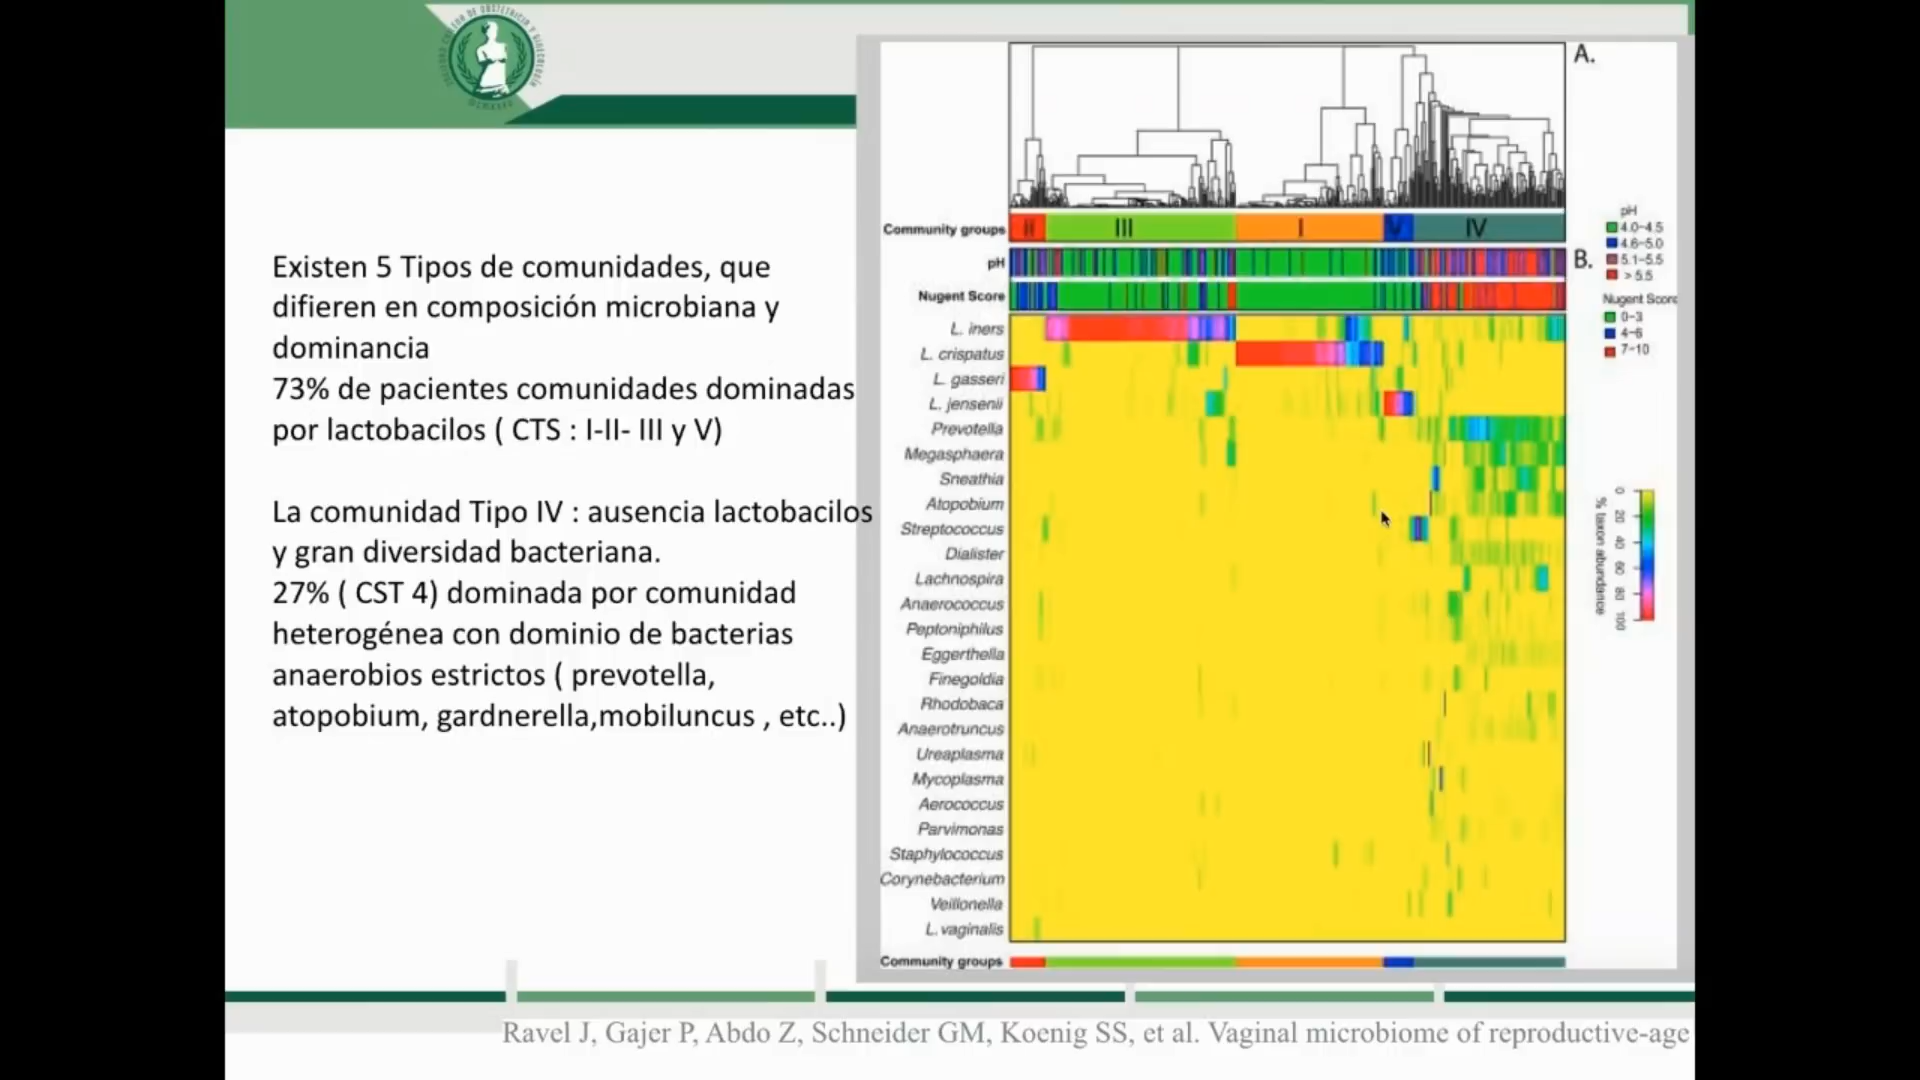 Existen 5 Tipos de comunidades, que
difieren en composición microbiana y
dominancia
73% de pacientes comunidades dominadas
por lactobacilos ( CTS : I-II- III y V)
La comunidad Tipo IV : ausencia lactobacilos
y gran diversidad bacteriana.
27% ( CST 4) dominada por comunidad
heterogénea con dominio de bacterias
anaerobios estrictos ( prevotella,
atopobium, gardnerella,mobiluncus , etc..)
A.
Community groups
II III I V IV
pH
B.
Nugent Score
L. iners
L. crispatus
L. gasseri
L. jensenii
Prevotella
Megasphaera
Sneathia
Atopobium
Streptococcus
Dialister
Lachnospira
Anaerococcus
Peptoniphilus
Eggerthella
Finegoldia
Rhodobaca
Anaerotruncus
Ureaplasma
Mycoplasma
Aerococcus
Parvimonas
Staphylococcus
Corynebacterium
Veillonella
L. vaginalis
Community groups
pH
4.0-4.5
4.6-5.0
5.1-5.5
> 5.5
Nugent Score
0-3
4-6
7-10
% taxon abundance
0 20 40 60 80 100
Ravel J, Gajer P, Abdo Z, Schneider GM, Koenig SS, et al. Vaginal microbiome of reproductive-age